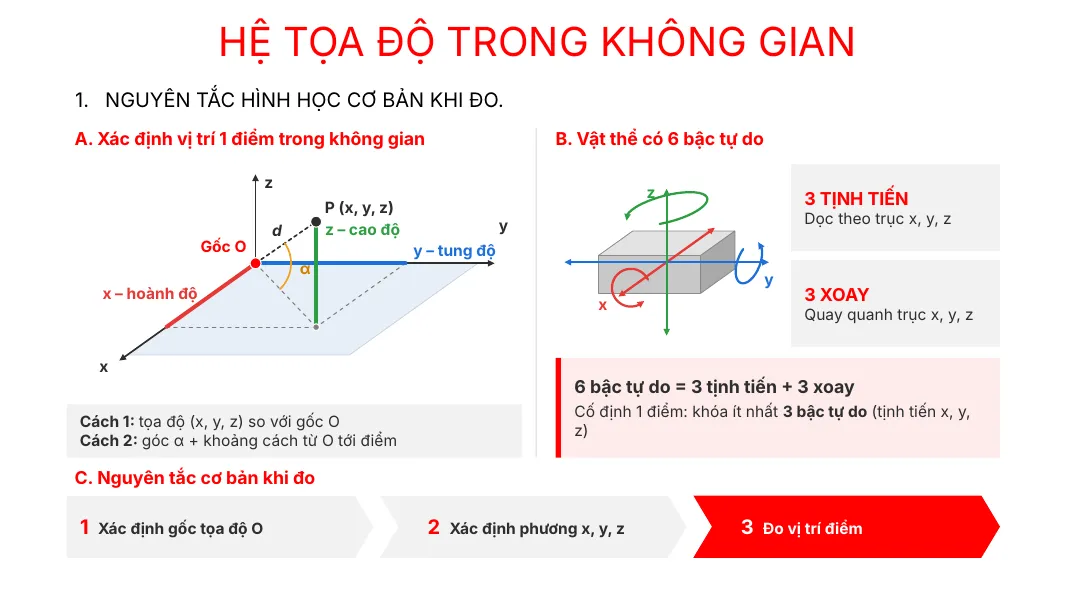 HỆ TỌA ĐỘ TRONG KHÔNG GIAN
1. NGUYÊN TẮC HÌNH HỌC CƠ BẢN KHI ĐO.
A. Xác định vị trí 1 điểm trong không gian
z
P (x, y, z)
d
z – cao độ
y
Gốc O
y – tung độ
α
x – hoành độ
x
Cách 1: tọa độ (x, y, z) so với gốc O
Cách 2: góc α + khoảng cách từ O tới điểm
B. Vật thể có 6 bậc tự do
z
y
x
3 TỊNH TIẾN
Dọc theo trục x, y, z
3 XOAY
Quay quanh trục x, y, z
6 bậc tự do = 3 tịnh tiến + 3 xoay
Cố định 1 điểm: khóa ít nhất 3 bậc tự do (tịnh tiến x, y,
z)
C. Nguyên tắc cơ bản khi đo
1 Xác định gốc tọa độ O
2 Xác định phương x, y, z
3 Đo vị trí điểm